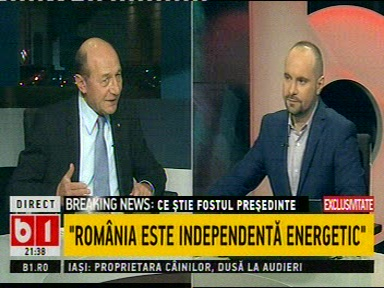 DIRECT
BREAKING NEWS: CE ȘTIE FOSTUL PREȘEDINTE
EXCLUSIVITATE
b1
21:38
"ROMÂNIA ESTE INDEPENDENTĂ ENERGETIC"
B1.RO
IAȘI: PROPRIETARA CÂINILOR, DUSĂ LA AUDIERI